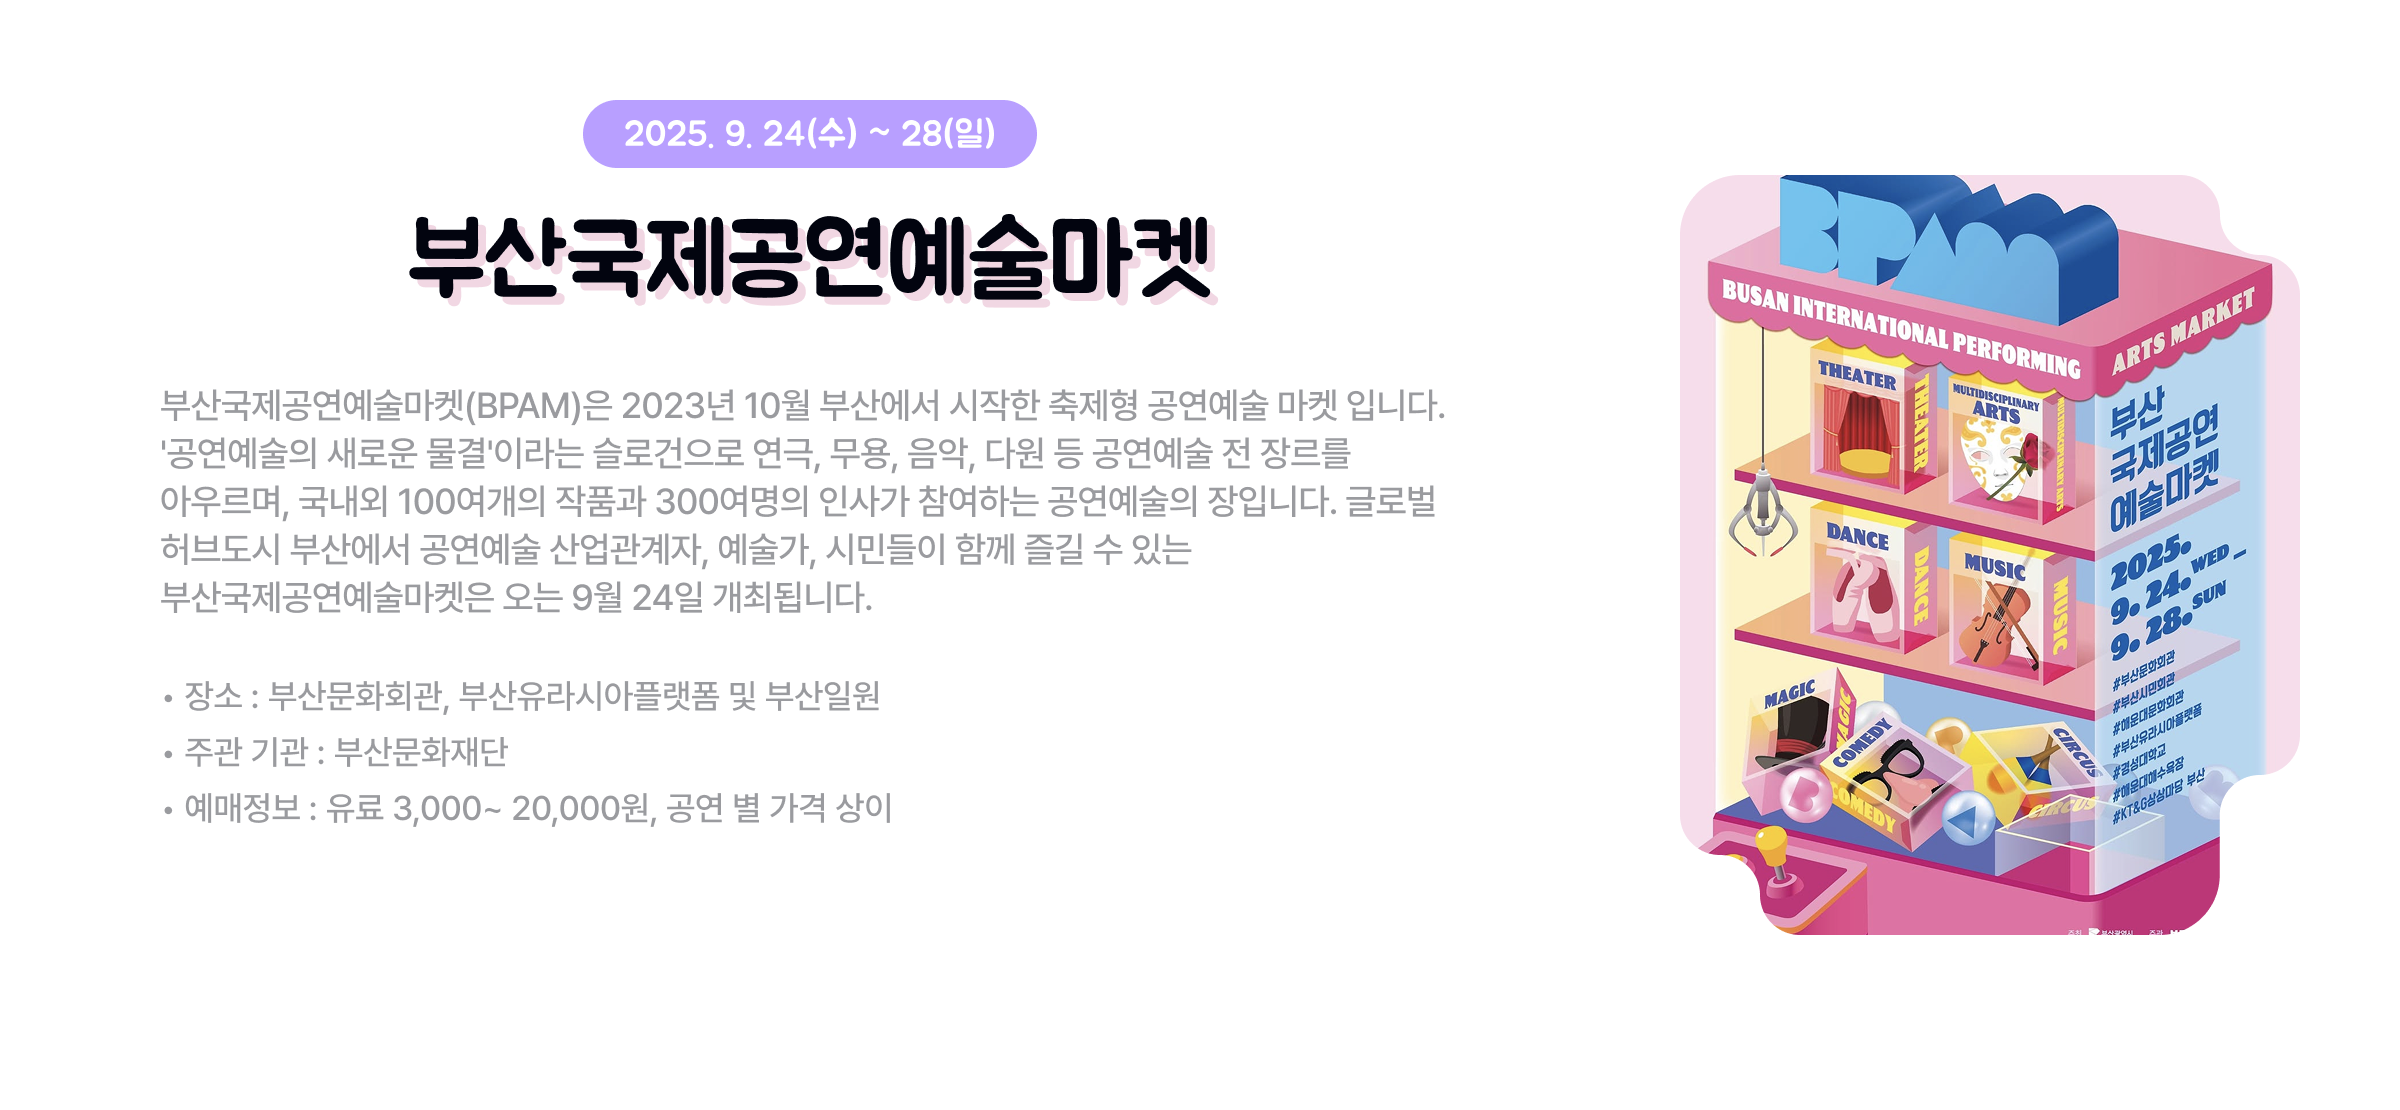 2025. 9. 24(수) ~ 28(일)
부산국제공연예술마켓
부산국제공연예술마켓(BPAM)은 2023년 10월 부산에서 시작한 축제형 공연예술 마켓 입니다.
'공연예술의 새로운 물결'이라는 슬로건으로 연극, 무용, 음악, 다원 등 공연예술 전 장르를
아우르며, 국내외 100여개의 작품과 300여명의 인사가 참여하는 공연예술의 장입니다. 글로벌
허브도시 부산에서 공연예술 산업관계자, 예술가, 시민들이 함께 즐길 수 있는
부산국제공연예술마켓은 오는 9월 24일 개최됩니다.
• 장소 : 부산문화회관, 부산유라시아플랫폼 및 부산일원
• 주관 기관 : 부산문화재단
• 예매정보 : 유료 3,000~ 20,000원, 공연 별 가격 상이
BPAM
BUSAN INTERNATIONAL PERFORMING
ARTS MARKET
THEATER
THEATER
MULTIDISCIPLINARY
ARTS
MULTIDISCIPLINARY ARTS
DANCE
DANCE
MUSIC
MUSIC
MAGIC
MAGIC
COMEDY
COMEDY
CIRCUS
CIRCUS
B
P
부산
국제공연
예술마켓
2025.
9. 24. WED –
9. 28. SUN
#부산문화회관
#부산시민회관
#해운대문화회관
#부산유라시아플랫폼
#경성대학교
#해운대해수욕장
#KT&G상상마당 부산
주최 부산광역시 주관